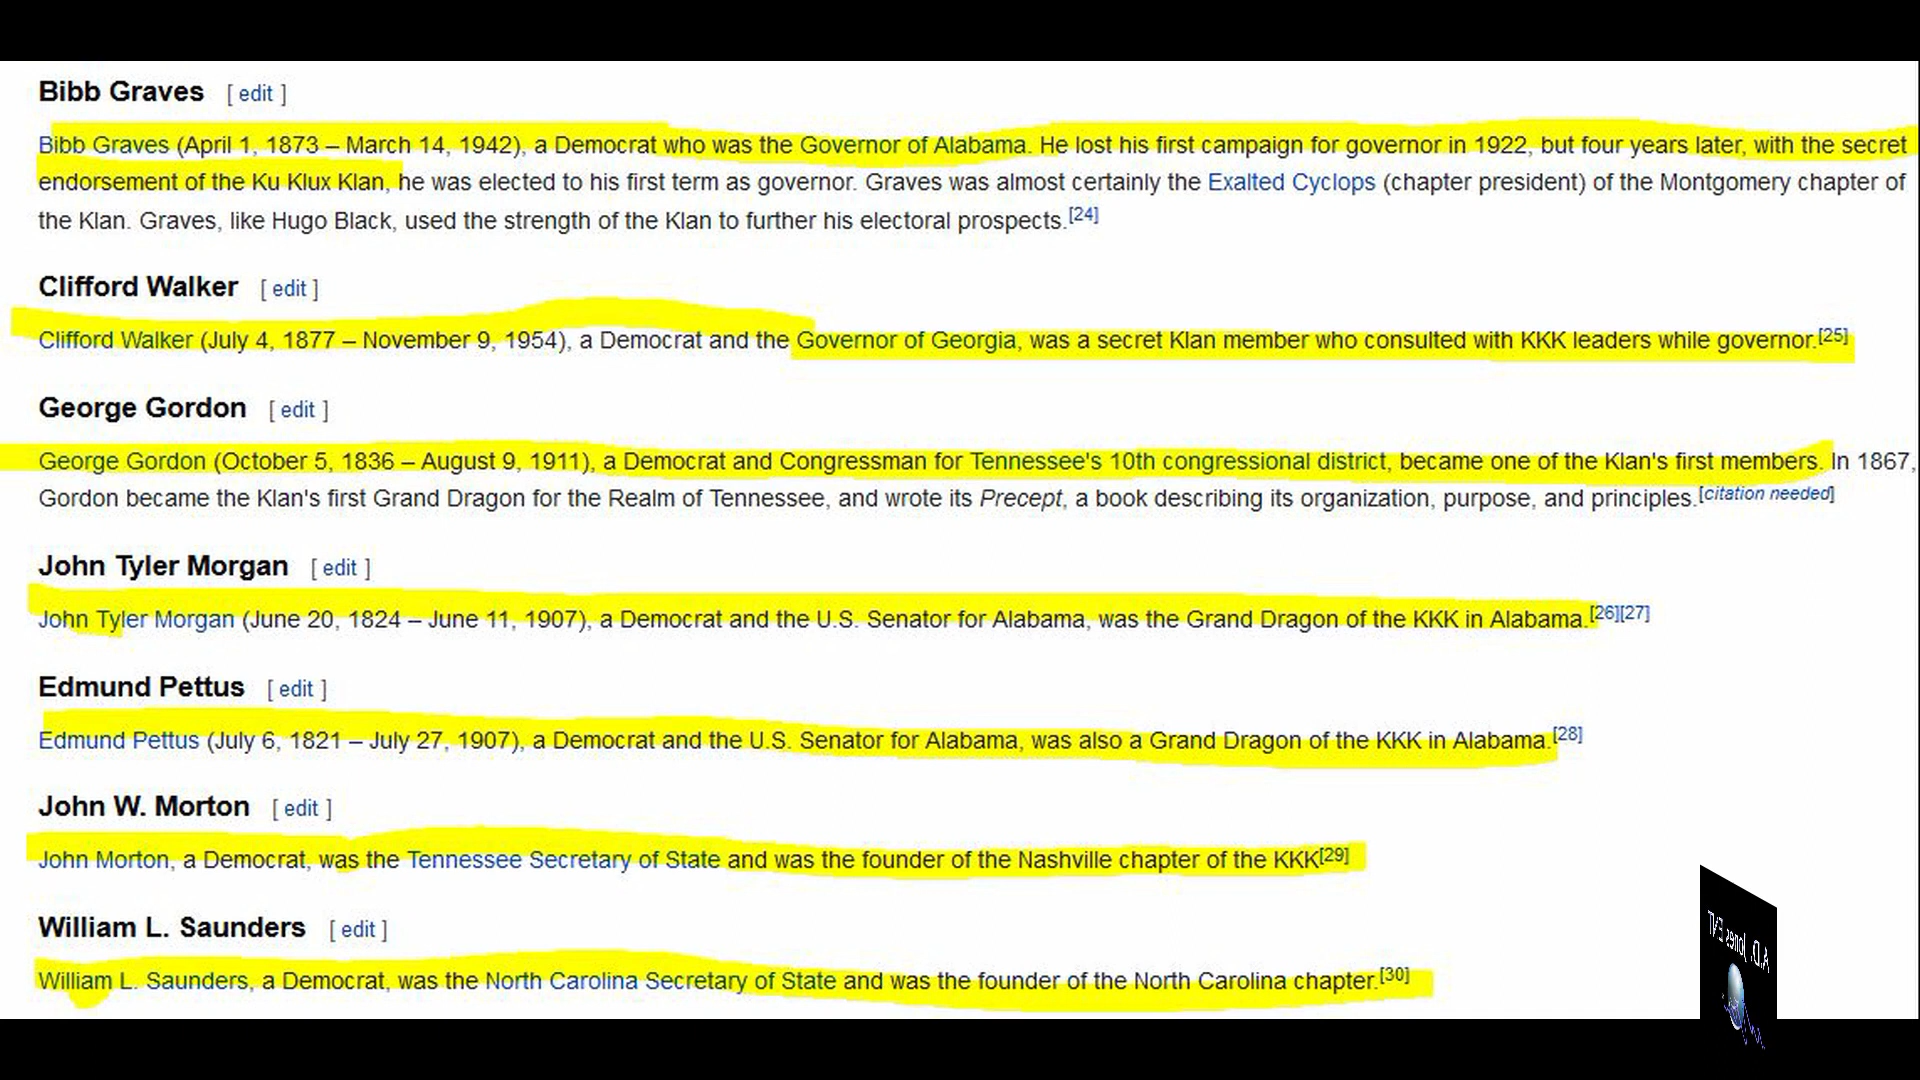 Bibb Graves [ edit ]
Bibb Graves (April 1, 1873 – March 14, 1942), a Democrat who was the Governor of Alabama. He lost his first campaign for governor in 1922, but four years later, with the secret
endorsement of the Ku Klux Klan, he was elected to his first term as governor. Graves was almost certainly the Exalted Cyclops (chapter president) of the Montgomery chapter of
the Klan. Graves, like Hugo Black, used the strength of the Klan to further his electoral prospects.[24]
Clifford Walker [ edit ]
Clifford Walker (July 4, 1877 – November 9, 1954), a Democrat and the Governor of Georgia, was a secret Klan member who consulted with KKK leaders while governor.[25]
George Gordon [ edit ]
George Gordon (October 5, 1836 – August 9, 1911), a Democrat and Congressman for Tennessee's 10th congressional district, became one of the Klan's first members. In 1867,
Gordon became the Klan's first Grand Dragon for the Realm of Tennessee, and wrote its Precept, a book describing its organization, purpose, and principles.[citation needed]
John Tyler Morgan [ edit ]
John Tyler Morgan (June 20, 1824 – June 11, 1907), a Democrat and the U.S. Senator for Alabama, was the Grand Dragon of the KKK in Alabama.[26][27]
Edmund Pettus [ edit ]
Edmund Pettus (July 6, 1821 – July 27, 1907), a Democrat and the U.S. Senator for Alabama, was also a Grand Dragon of the KKK in Alabama.[28]
John W. Morton [ edit ]
John Morton, a Democrat, was the Tennessee Secretary of State and was the founder of the Nashville chapter of the KKK[29]
William L. Saunders [ edit ]
William L. Saunders, a Democrat, was the North Carolina Secretary of State and was the founder of the North Carolina chapter.[30]
A.D. Jones ENT